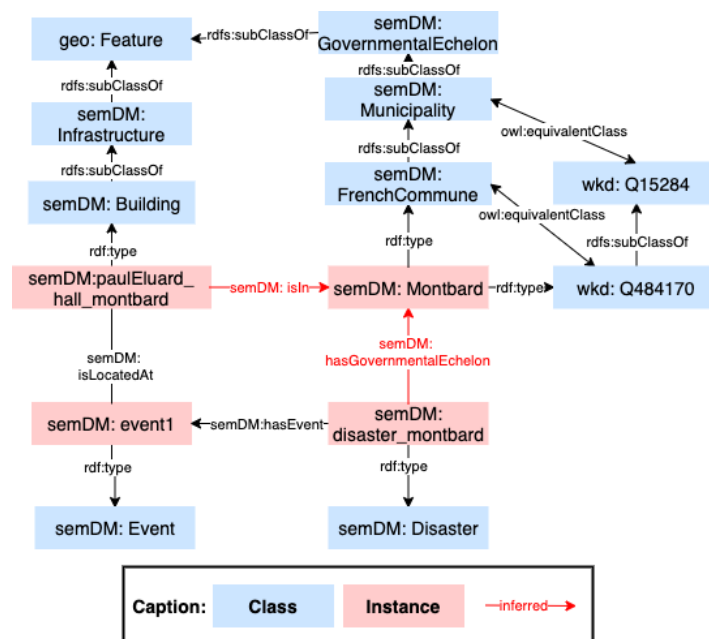 semDM:
GovernmentalEchelon
geo: Feature
rdfs:subClassOf
rdfs:subClassOf
rdfs:subClassOf
semDM:
Infrastructure
semDM:
Municipality
owl:equivalentClass
rdfs:subClassOf
rdfs:subClassOf
semDM: Building
semDM:
FrenchCommune
wkd: Q15284
owl:equivalentClass
rdf:type
rdf:type
rdfs:subClassOf
semDM:paulEluard_
hall_montbard
semDM: isIn
semDM: Montbard
rdf:type
wkd: Q484170
semDM:
isLocatedAt
semDM:
hasGovernmentalEchelon
semDM: event1
semDM:hasEvent
semDM:
disaster_montbard
rdf:type
rdf:type
semDM: Event
semDM: Disaster
Caption:
Class
Instance
inferred